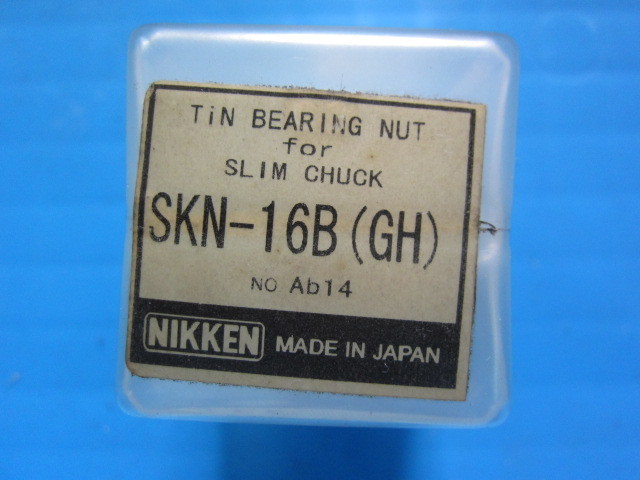 TiN BEARING NUT
for
SLIM CHUCK
SKN-16B(GH)
NO Ab14
NIKKEN MADE IN JAPAN